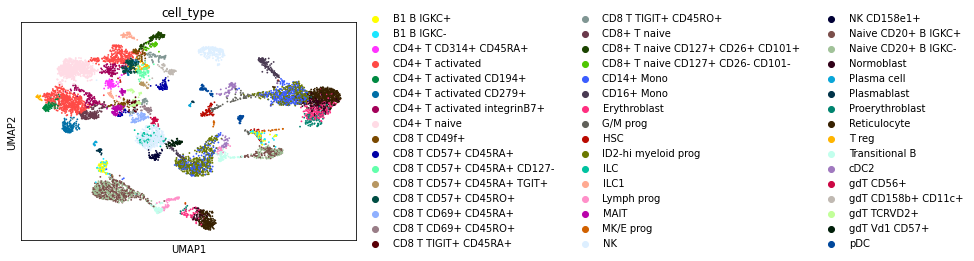 cell_type
UMAP2
UMAP1
B1 B IGKC+
B1 B IGKC-
CD4+ T CD314+ CD45RA+
CD4+ T activated
CD4+ T activated CD194+
CD4+ T activated CD279+
CD4+ T activated integrinB7+
CD4+ T naive
CD8 T CD49f+
CD8 T CD57+ CD45RA+
CD8 T CD57+ CD45RA+ CD127-
CD8 T CD57+ CD45RA+ TGIT+
CD8 T CD57+ CD45RO+
CD8 T CD69+ CD45RA+
CD8 T CD69+ CD45RO+
CD8 T TIGIT+ CD45RA+
CD8 T TIGIT+ CD45RO+
CD8+ T naive
CD8+ T naive CD127+ CD26+ CD101+
CD8+ T naive CD127+ CD26- CD101-
CD14+ Mono
CD16+ Mono
Erythroblast
G/M prog
HSC
ID2-hi myeloid prog
ILC
ILC1
Lymph prog
MAIT
MK/E prog
NK
NK CD158e1+
Naive CD20+ B IGKC+
Naive CD20+ B IGKC-
Normoblast
Plasma cell
Plasmablast
Proerythroblast
Reticulocyte
T reg
Transitional B
cDC2
gdT CD56+
gdT CD158b+ CD11c+
gdT TCRVD2+
gdT Vd1 CD57+
pDC